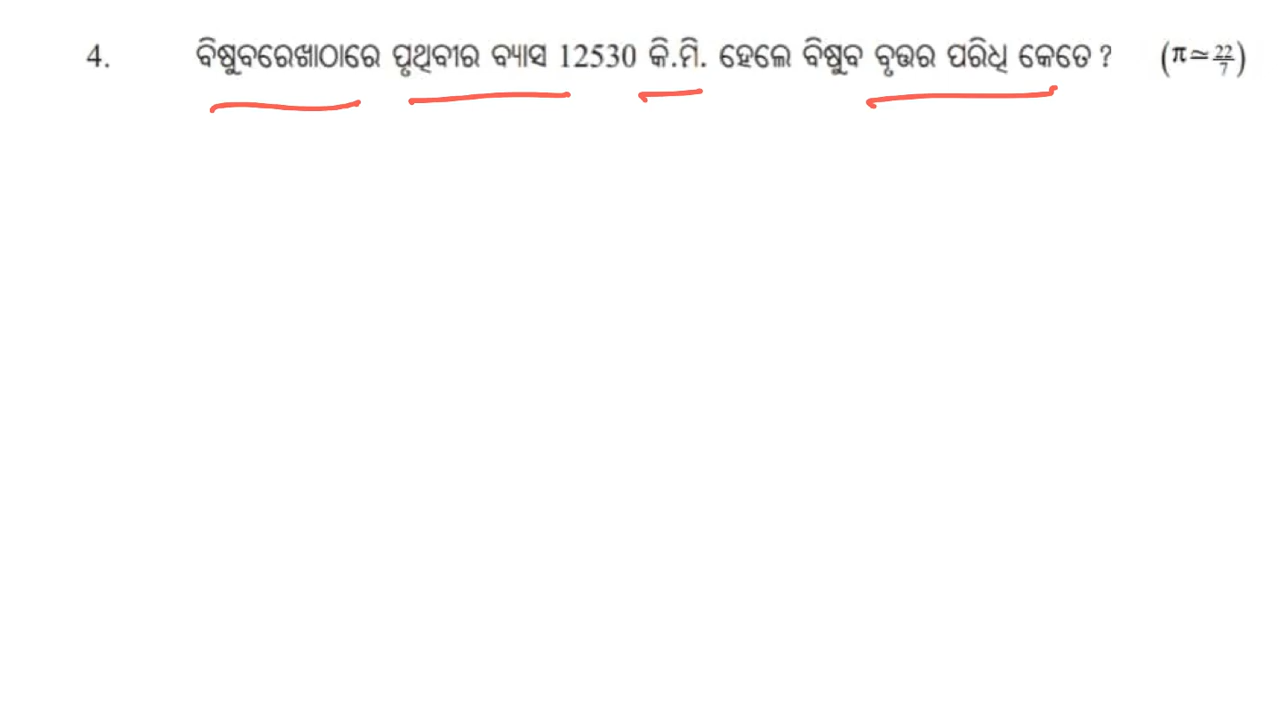 4. ବିଷୁବରେଖାଠାରେ ପୃଥିବୀର ବ୍ୟାସ 12530 କି.ମି. ହେଲେ ବିଷୁବ ବୃତ୍ତର ପରିଧି କେତେ ? (π≃22/7)